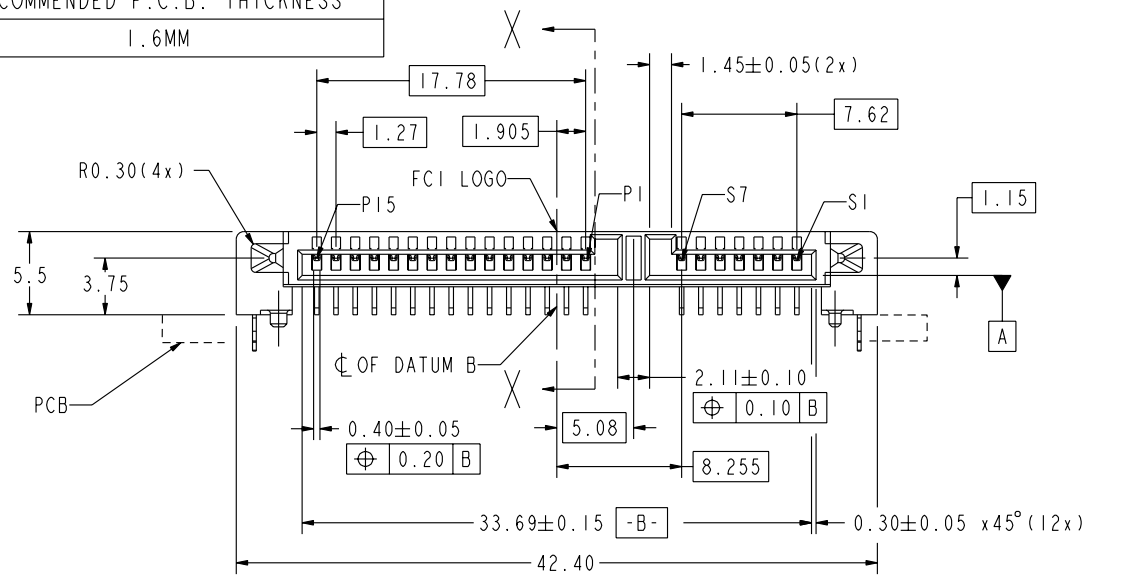 COMMENDED P.C.B. THICKNESS
1.6MM
X
17.78
1.45±0.05(2x)
7.62
1.27
1.905
R0.30(4x)
FCI LOGO
P1
S7
1.15
P15
S1
5.5
3.75
A
℄ OF DATUM B
X
2.11±0.10
⌖ 0.10 B
PCB
0.40±0.05
⌖ 0.20 B
5.08
8.255
33.69±0.15 -B-
0.30±0.05 x45°(12x)
42.40